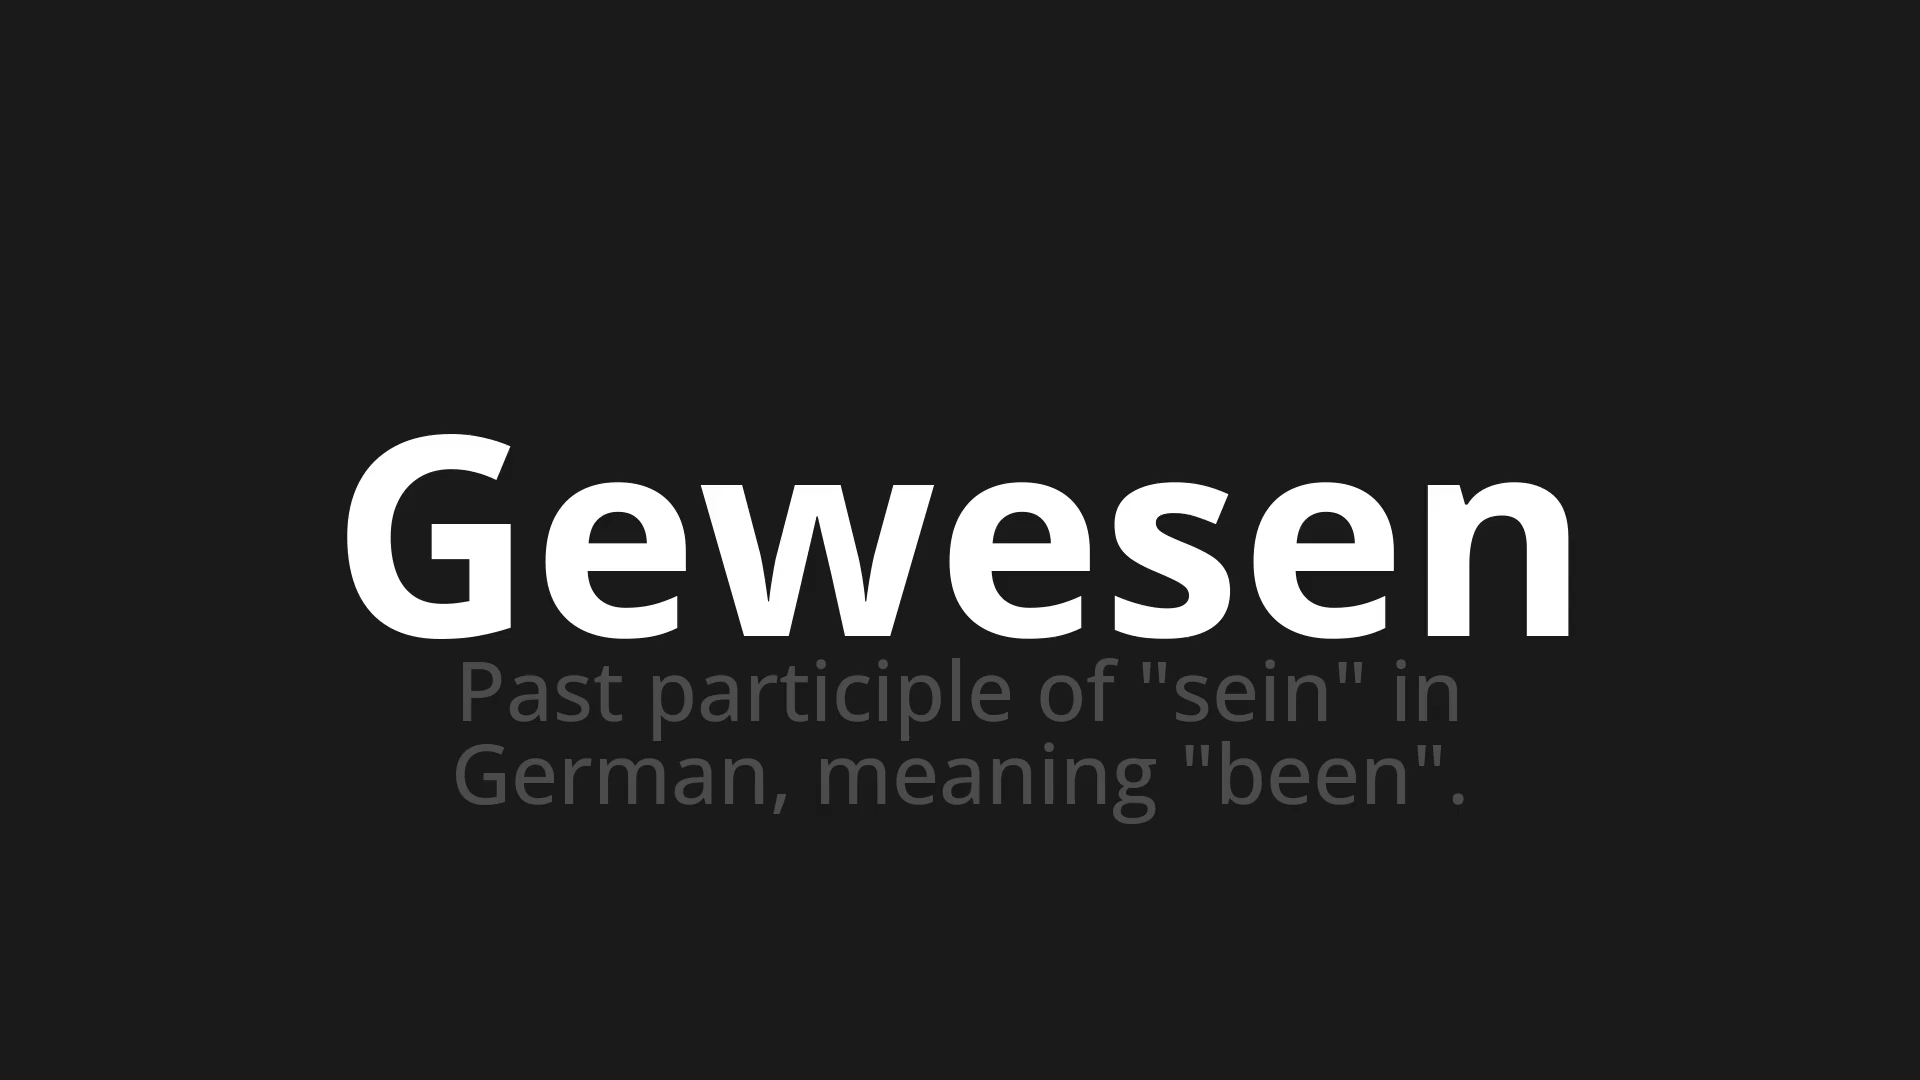 Gewesen
Past participle of "sein" in
German, meaning "been".